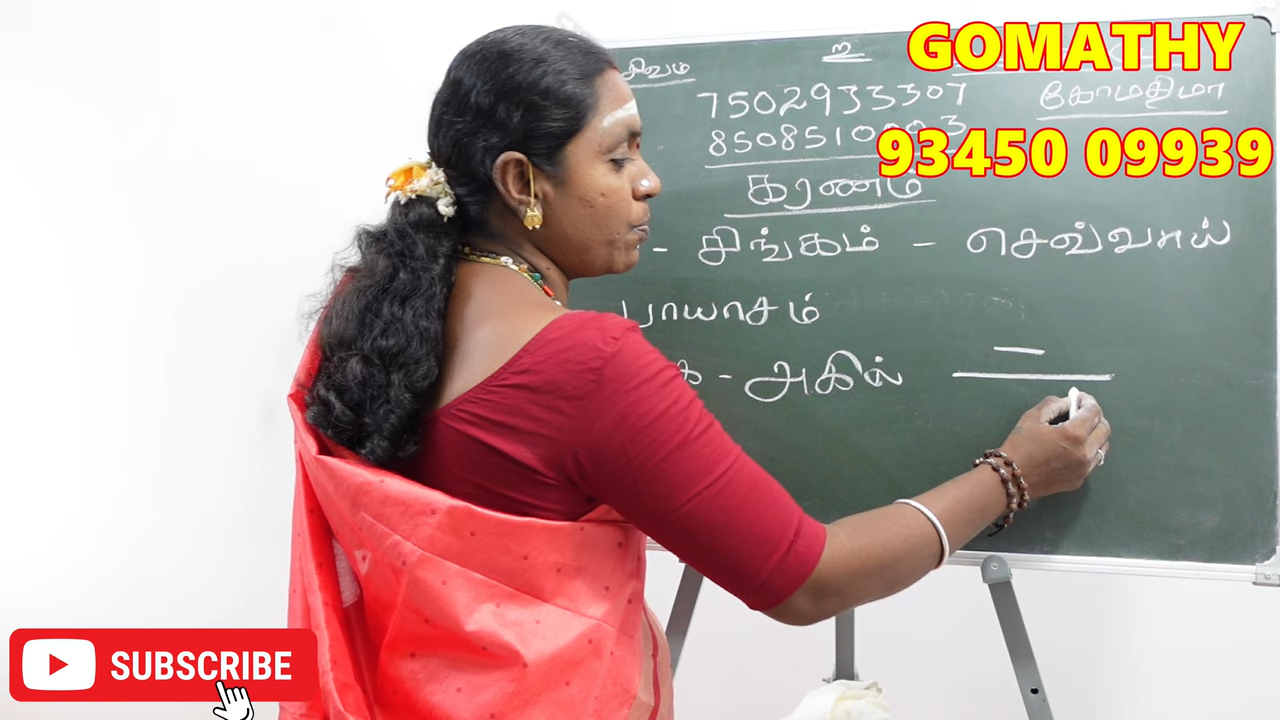 GOMATHY
93450 09939
சிவம் உ
7502933307 கோமதிமா
கரணம்
- சிங்கம் - செவ்வாய்
பாயாசம்
- அகில்
SUBSCRIBE